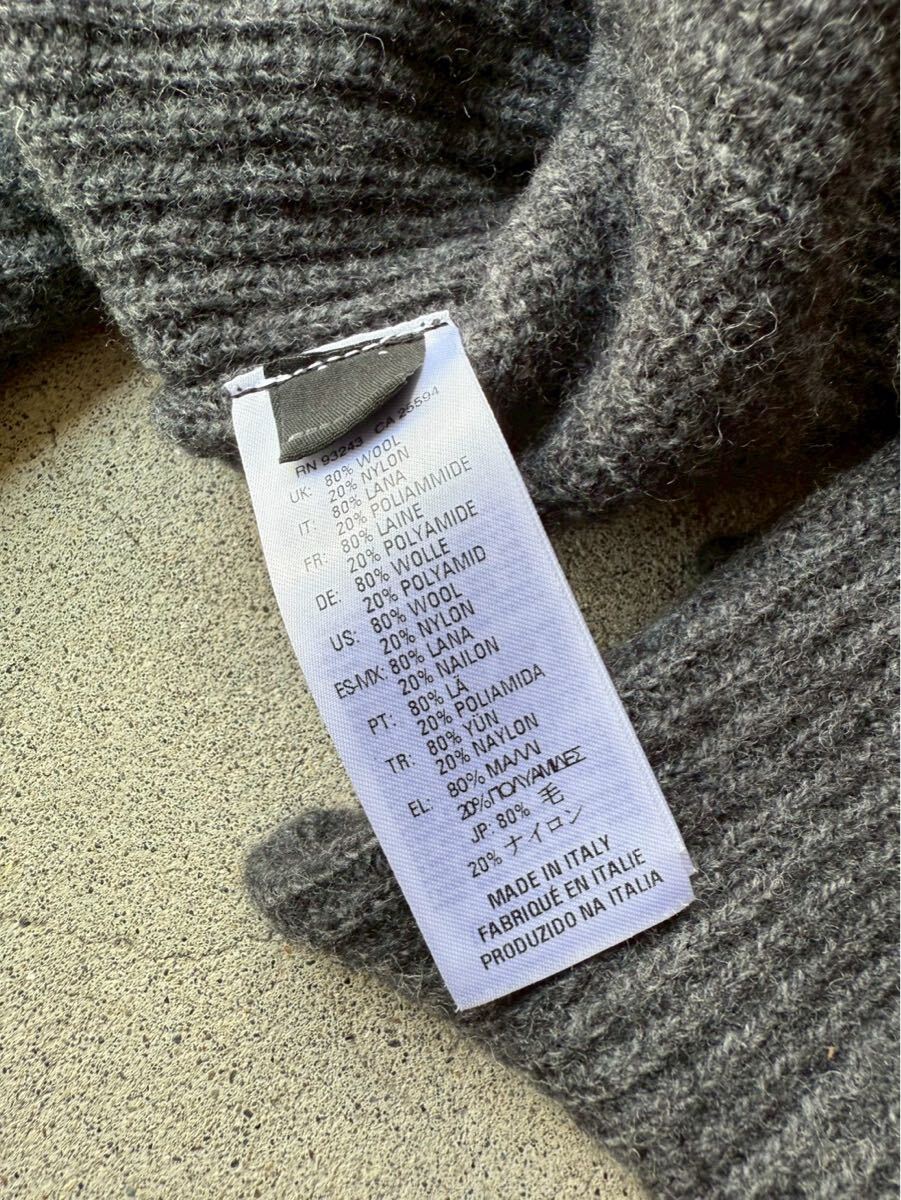 RN 93243 CA 25594
UK: 80% WOOL
20% NYLON
IT: 80% LANA
20% POLIAMMIDE
FR: 80% LAINE
20% POLYAMIDE
DE: 80% WOLLE
20% POLYAMID
US: 80% WOOL
20% NYLON
ES-MX: 80% LANA
20% NAILON
PT: 80% LÃ
20% POLIAMIDA
TR: 80% YÜN
20% NAYLON
EL: 80% ΜΑΛΛΙ
20% ΠΟΛΥΑΜΙΔΕΣ
JP: 80% 毛
20% ナイロン
MADE IN ITALY
FABRIQUÉ EN ITALIE
PRODUZIDO NA ITALIA